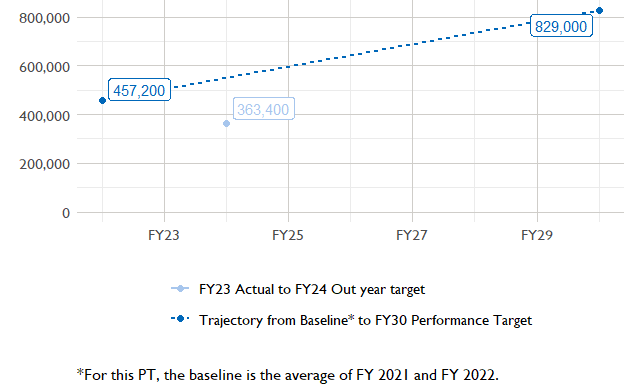 800,000
829,000
600,000
457,200
400,000
363,400
200,000
0
FY23 FY25 FY27 FY29
FY23 Actual to FY24 Out year target
Trajectory from Baseline* to FY30 Performance Target
*For this PT, the baseline is the average of FY 2021 and FY 2022.